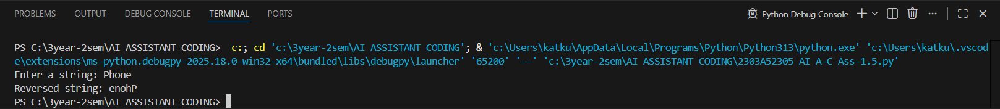 PROBLEMS OUTPUT DEBUG CONSOLE TERMINAL PORTS Python Debug Console
PS C:\3year-2sem\AI ASSISTANT CODING>  c:; cd 'c:\3year-2sem\AI ASSISTANT CODING'; & 'c:\Users\katku\AppData\Local\Programs\Python\Python313\python.exe' 'c:\Users\katku\.vscod
e\extensions\ms-python.debugpy-2025.18.0-win32-x64\bundled\libs\debugpy\launcher' '65200' '--' 'c:\3year-2sem\AI ASSISTANT CODING\2303A52305 AI A-C Ass-1.5.py'
Enter a string: Phone
Reversed string: enohP
PS C:\3year-2sem\AI ASSISTANT CODING>